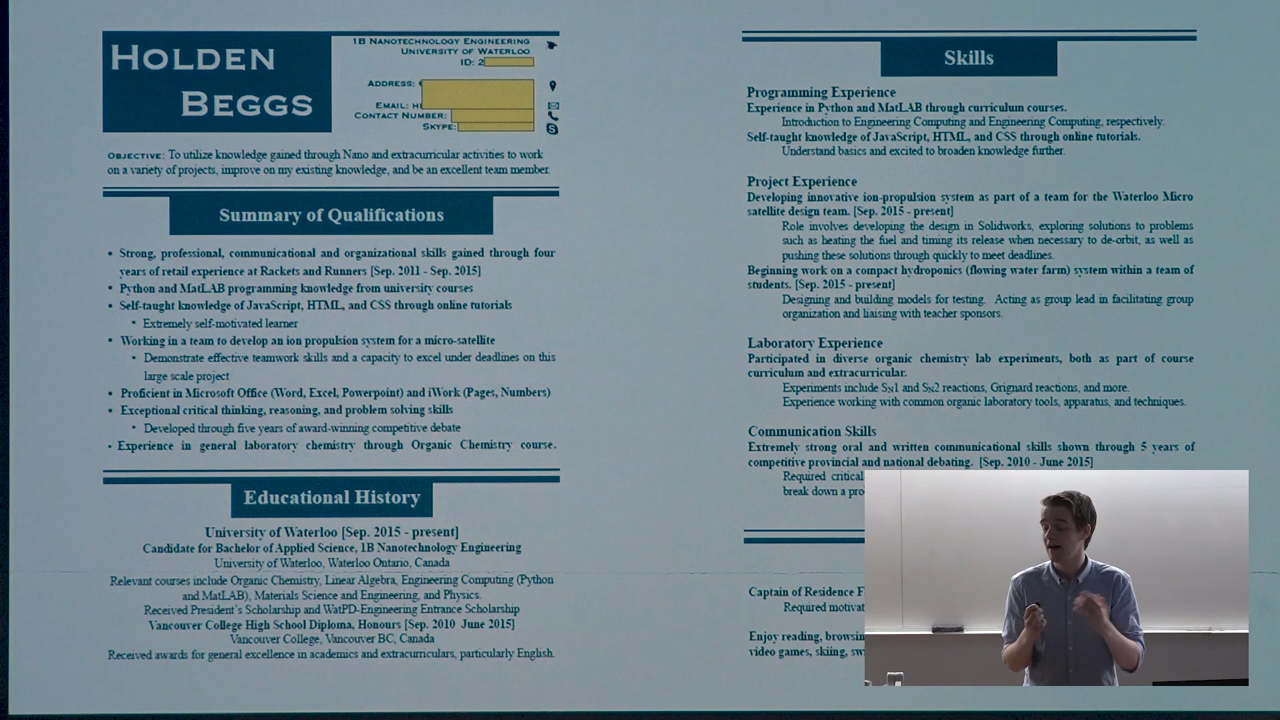 HOLDEN
BEGGS
1B NANOTECHNOLOGY ENGINEERING
UNIVERSITY OF WATERLOO
ID: 2
ADDRESS:
EMAIL: H
CONTACT NUMBER:
SKYPE:
OBJECTIVE: To utilize knowledge gained through Nano and extracurricular activities to work
on a variety of projects, improve on my existing knowledge, and be an excellent team member.
Summary of Qualifications
• Strong, professional, communicational and organizational skills gained through four
years of retail experience at Rackets and Runners [Sep. 2011 - Sep. 2015]
• Python and MatLAB programming knowledge from university courses
• Self-taught knowledge of JavaScript, HTML, and CSS through online tutorials
• Extremely self-motivated learner
• Working in a team to develop an ion propulsion system for a micro-satellite
• Demonstrate effective teamwork skills and a capacity to excel under deadlines on this
large scale project
• Proficient in Microsoft Office (Word, Excel, Powerpoint) and iWork (Pages, Numbers)
• Exceptional critical thinking, reasoning, and problem solving skills
• Developed through five years of award-winning competitive debate
• Experience in general laboratory chemistry through Organic Chemistry course.
Educational History
University of Waterloo [Sep. 2015 - present]
Candidate for Bachelor of Applied Science, 1B Nanotechnology Engineering
University of Waterloo, Waterloo Ontario, Canada
Relevant courses include Organic Chemistry, Linear Algebra, Engineering Computing (Python
and MatLAB), Materials Science and Engineering, and Physics.
Received President's Scholarship and WatPD-Engineering Entrance Scholarship
Vancouver College High School Diploma, Honours [Sep. 2010 June 2015]
Vancouver College, Vancouver BC, Canada
Received awards for general excellence in academics and extracurriculars, particularly English.
Skills
Programming Experience
Experience in Python and MatLAB through curriculum courses.
Introduction to Engineering Computing and Engineering Computing, respectively.
Self-taught knowledge of JavaScript, HTML, and CSS through online tutorials.
Understand basics and excited to broaden knowledge further.
Project Experience
Developing innovative ion-propulsion system as part of a team for the Waterloo Micro
satellite design team. [Sep. 2015 - present]
Role involves developing the design in Solidworks, exploring solutions to problems
such as heating the fuel and timing its release when necessary to de-orbit, as well as
pushing these solutions through quickly to meet deadlines.
Beginning work on a compact hydroponics (flowing water farm) system within a team of
students. [Sep. 2015 - present]
Designing and building models for testing. Acting as group lead in facilitating group
organization and liaising with teacher sponsors.
Laboratory Experience
Participated in diverse organic chemistry lab experiments, both as part of course
curriculum and extracurricular.
Experiments include SN1 and SN2 reactions, Grignard reactions, and more.
Experience working with common organic laboratory tools, apparatus, and techniques.
Communication Skills
Extremely strong oral and written communicational skills shown through 5 years of
competitive provincial and national debating. [Sep. 2010 - June 2015]
Required critical
break down a pro
Captain of Residence F
Required motivat
Enjoy reading, browsin
video games, skiing, sw